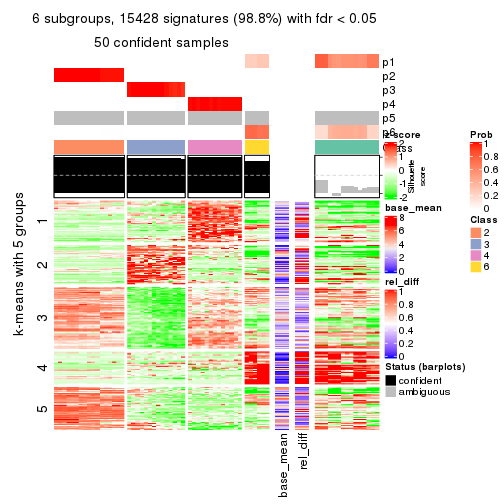 6 subgroups, 15428 signatures (98.8%) with fdr < 0.05
50 confident samples
p1
p2
p3
p4
p5
p6
Class
Silhouette
score
z-score
2
1
0
-1
-2
Prob
1
0.8
0.6
0.4
0.2
0
base_mean
8
6
4
2
0
Class
2
3
4
6
rel_diff
1
0.8
0.6
0.4
0.2
0
Status (barplots)
confident
ambiguous
k-means with 5 groups
1
2
3
4
5
base_mean
rel_diff